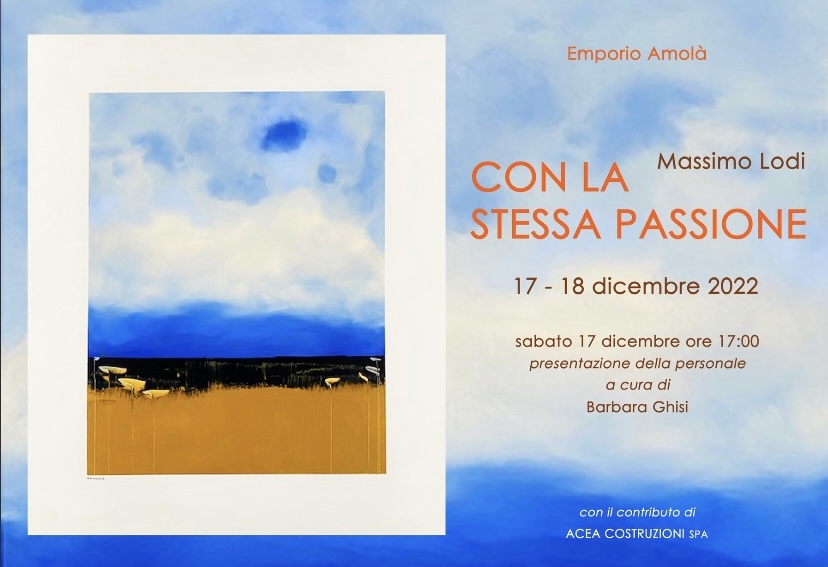 Emporio Amolà
Massimo Lodi
CON LA
STESSA PASSIONE
17 - 18 dicembre 2022
sabato 17 dicembre ore 17:00
presentazione della personale
a cura di
Barbara Ghisi
con il contributo di
ACEA COSTRUZIONI SPA